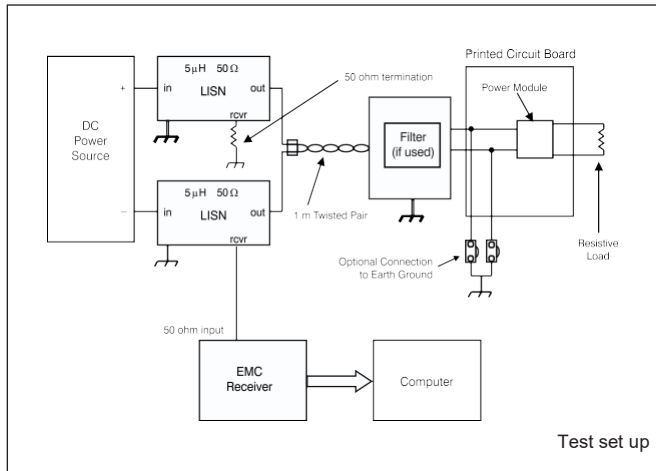 Printed Circuit Board
5µH 50Ω
LISN
in
out
rcvr
+
50 ohm termination
Power Module
DC
Power
Source
Filter
(if used)
5µH 50Ω
LISN
in
out
rcvr
−
1 m Twisted Pair
Optional Connection
to Earth Ground
Resistive
Load
50 ohm input
EMC
Receiver
Computer
Test set up